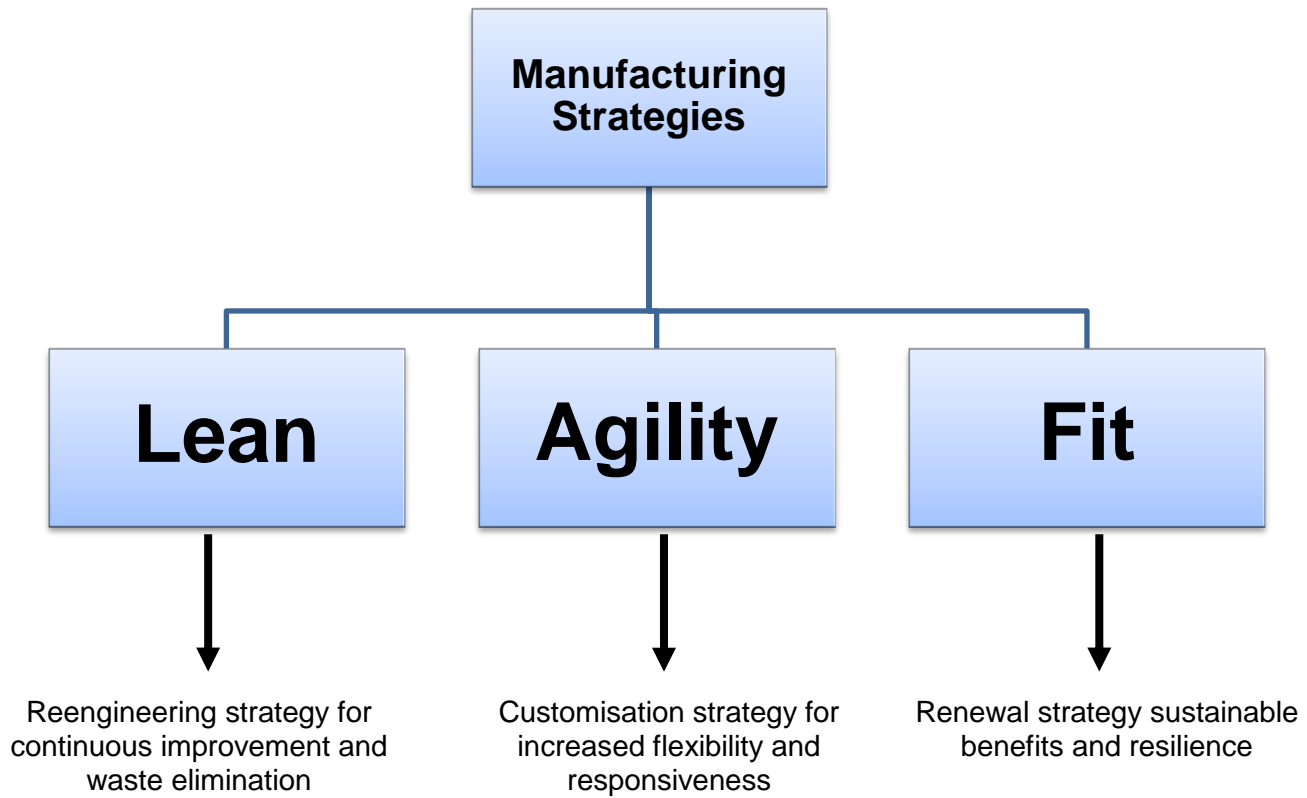 Manufacturing
Strategies
Lean
Agility
Fit
Reengineering strategy for
continuous improvement and
waste elimination
Customisation strategy for
increased flexibility and
responsiveness
Renewal strategy sustainable
benefits and resilience